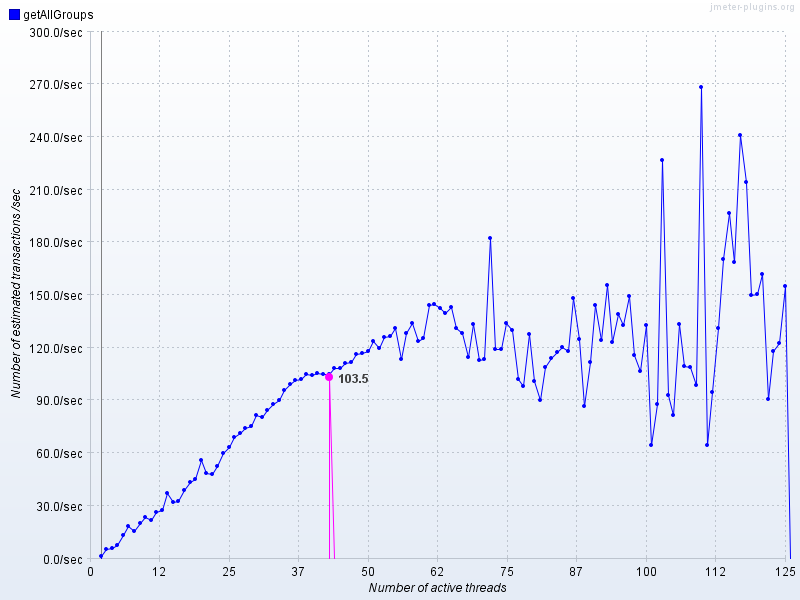 jmeter-plugins.org
getAllGroups
300.0/sec
270.0/sec
240.0/sec
210.0/sec
180.0/sec
150.0/sec
120.0/sec
90.0/sec
60.0/sec
30.0/sec
0.0/sec
Number of estimated transactions /sec
103.5
0 12 25 37 50 62 75 87 100 112 125
Number of active threads